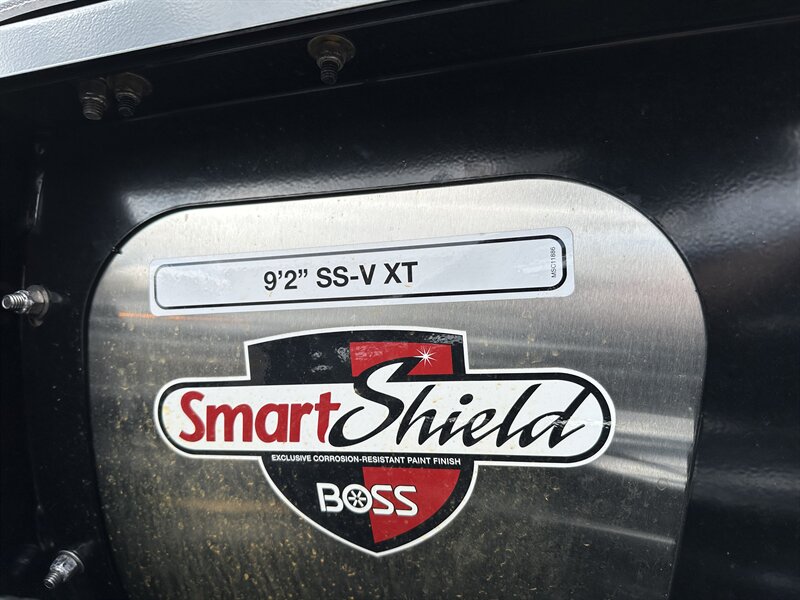 9'2" SS-V XT
MSC11886
SmartShield
EXCLUSIVE CORROSION-RESISTANT PAINT FINISH
BOSS